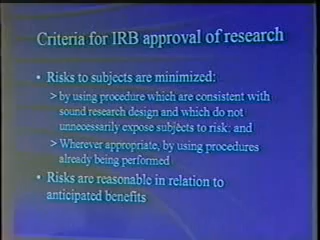 Criteria for IRB approval of research
• Risks to subjects are minimized:
> by using procedure which are consistent with
sound research design and which do not
unnecessarily expose subjects to risk: and
> Wherever appropriate, by using procedures
already being performed
• Risks are reasonable in relation to
anticipated benefits